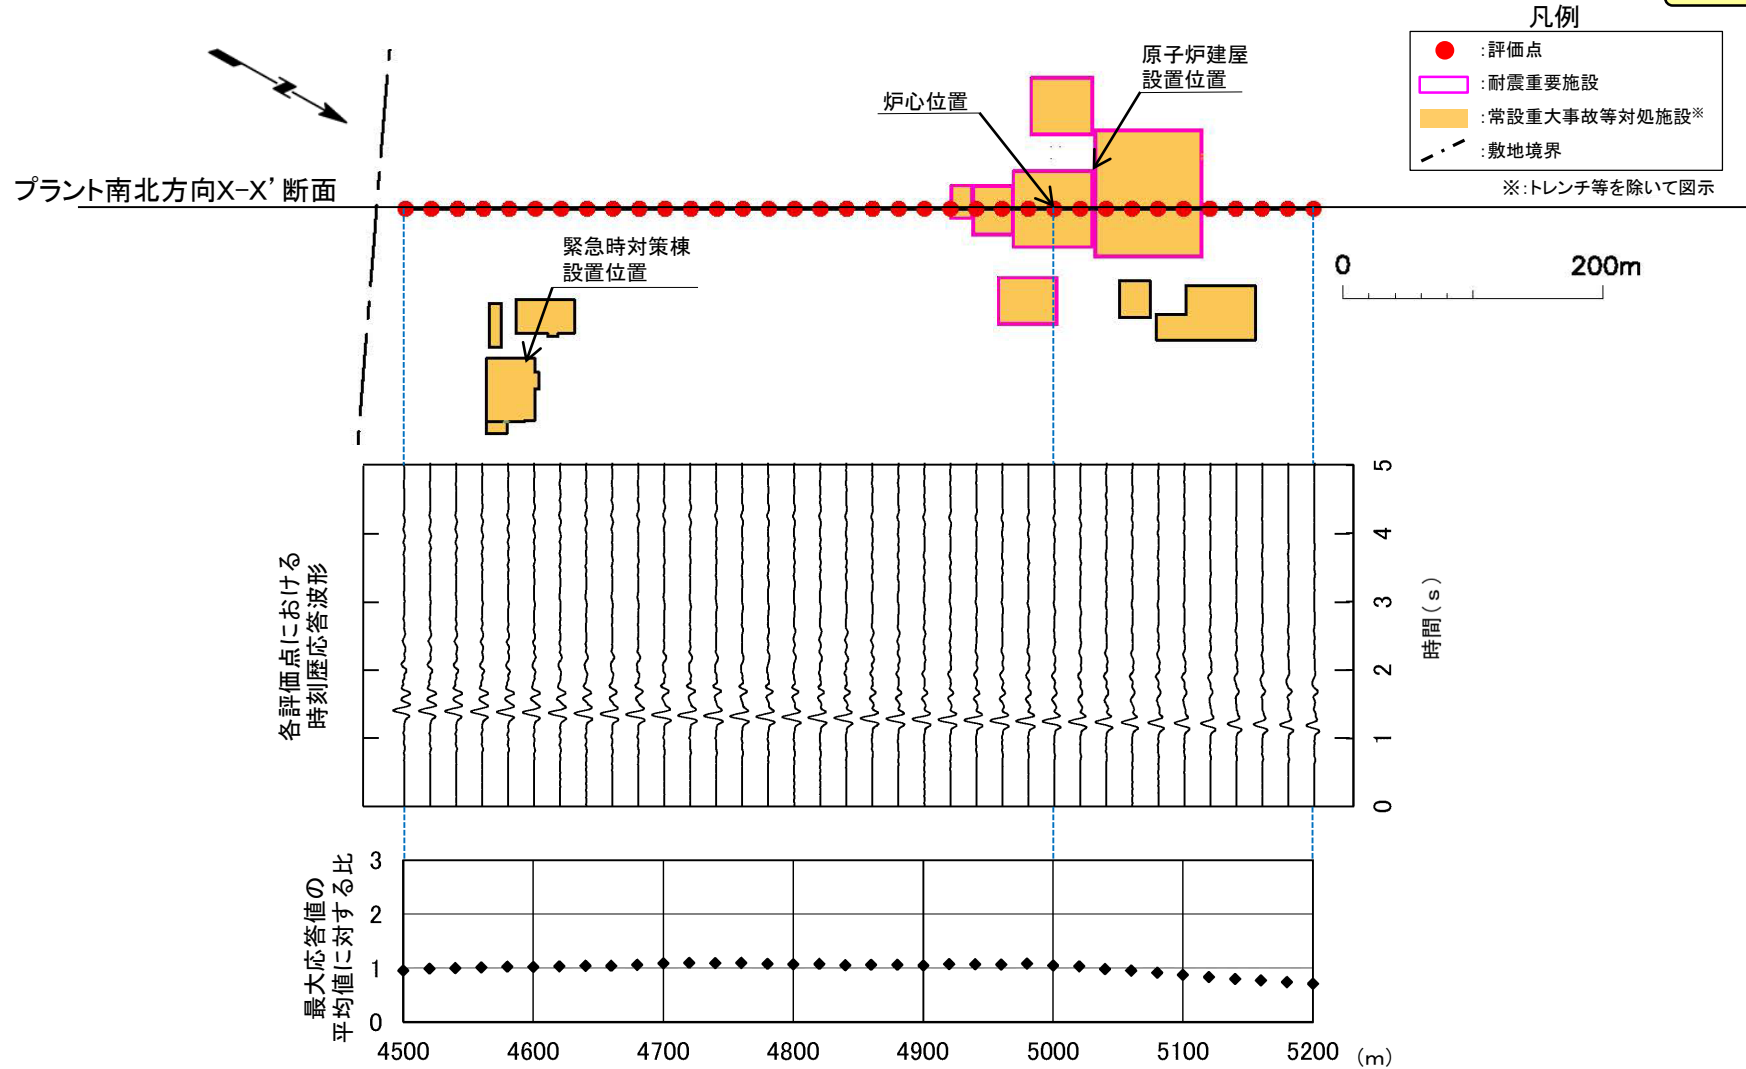 凡例
:評価点
:耐震重要施設
:常設重大事故等対処施設※
:敷地境界
※:トレンチ等を除いて図示
原子炉建屋
設置位置
炉心位置
プラント南北方向X-X’断面
緊急時対策棟
設置位置
0
200m
各評価点における
時刻歴応答波形
5
4
3
2
1
0
時間(s)
最大応答値の
平均値に対する比
3
2
1
0
4500
4600
4700
4800
4900
5000
5100
5200
(m)